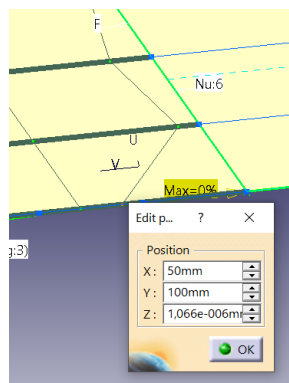 F
Nu:6
U
V
Max=0%
g:3)
Edit p... ? ×
Position
X : 50mm
Y : 100mm
Z : 1,066e-006m
OK